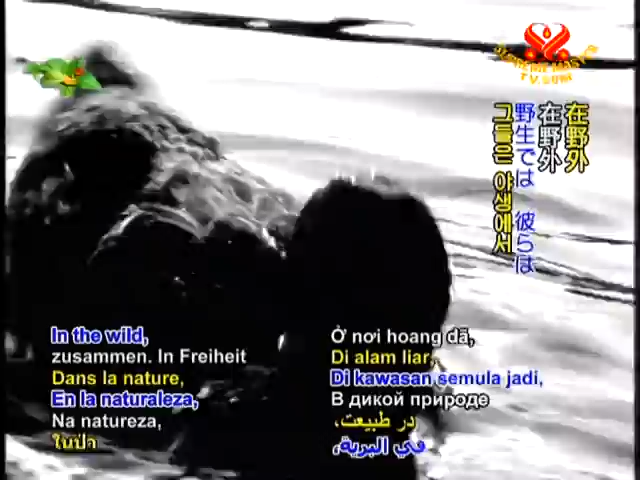 SUPREME MASTER
TV.COM
在野外
在野外
野生では 彼らは
그들은 야생에서
In the wild,
zusammen. In Freiheit
Dans la nature,
En la naturaleza,
Na natureza,
ในป่า
Ở nơi hoang dã,
Di alam liar,
Di kawasan semula jadi,
В дикой природе
در طبیعت،
في البرية،